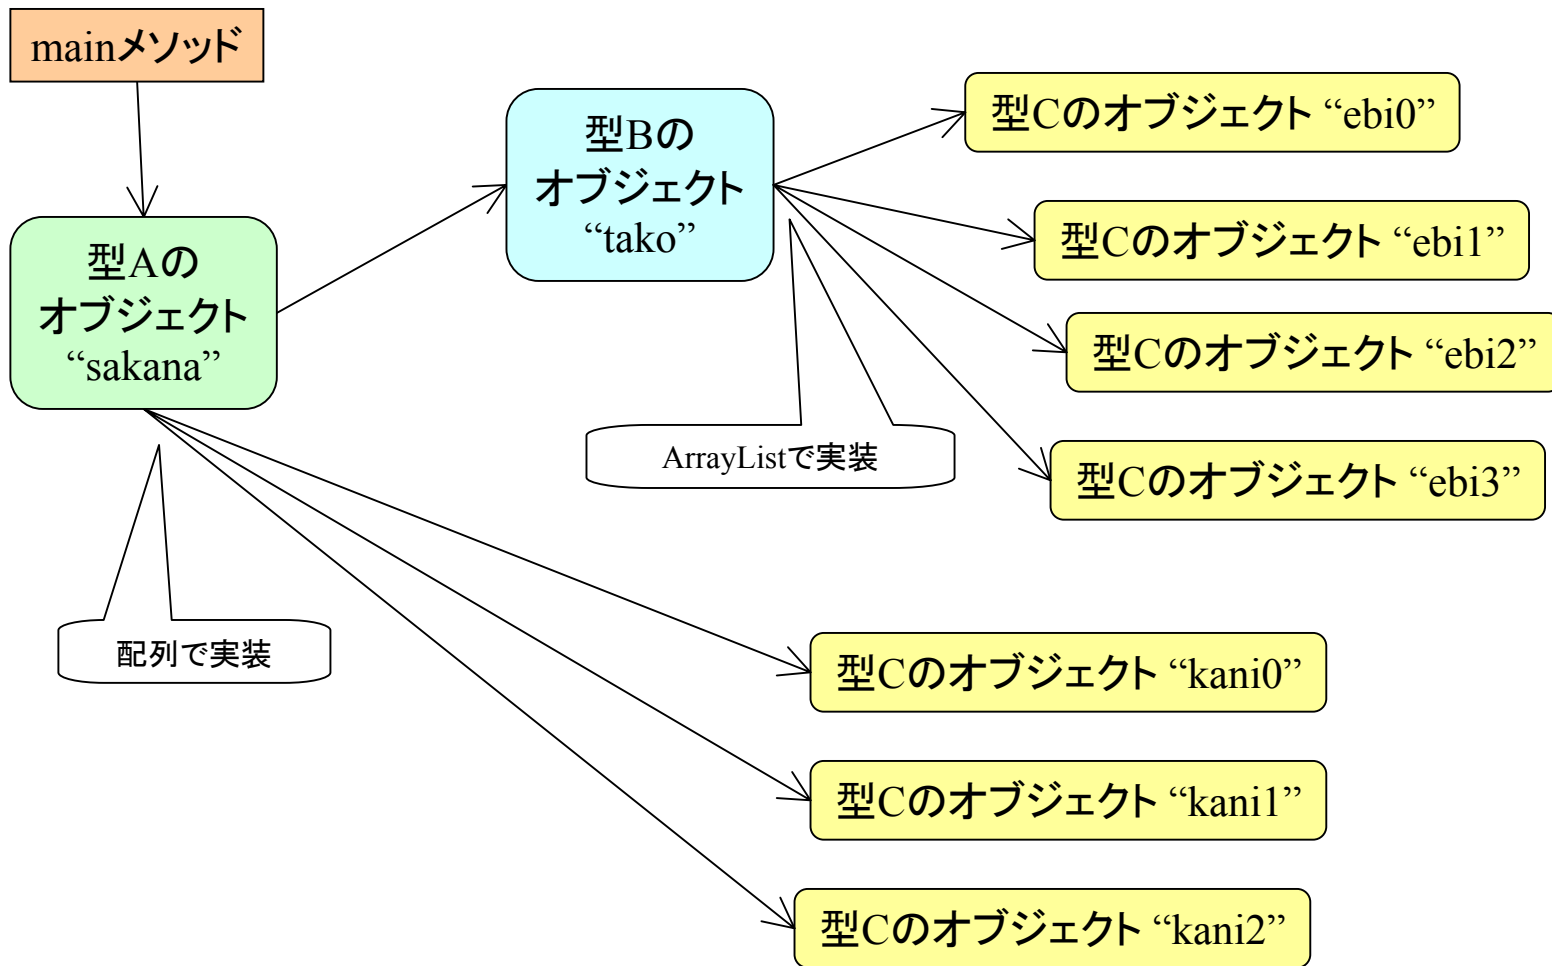 mainメソッド
型Aの
オブジェクト
“sakana”
型Bの
オブジェクト
“tako”
型Cのオブジェクト “ebi0”
型Cのオブジェクト “ebi1”
型Cのオブジェクト “ebi2”
型Cのオブジェクト “ebi3”
ArrayListで実装
配列で実装
型Cのオブジェクト “kani0”
型Cのオブジェクト “kani1”
型Cのオブジェクト “kani2”